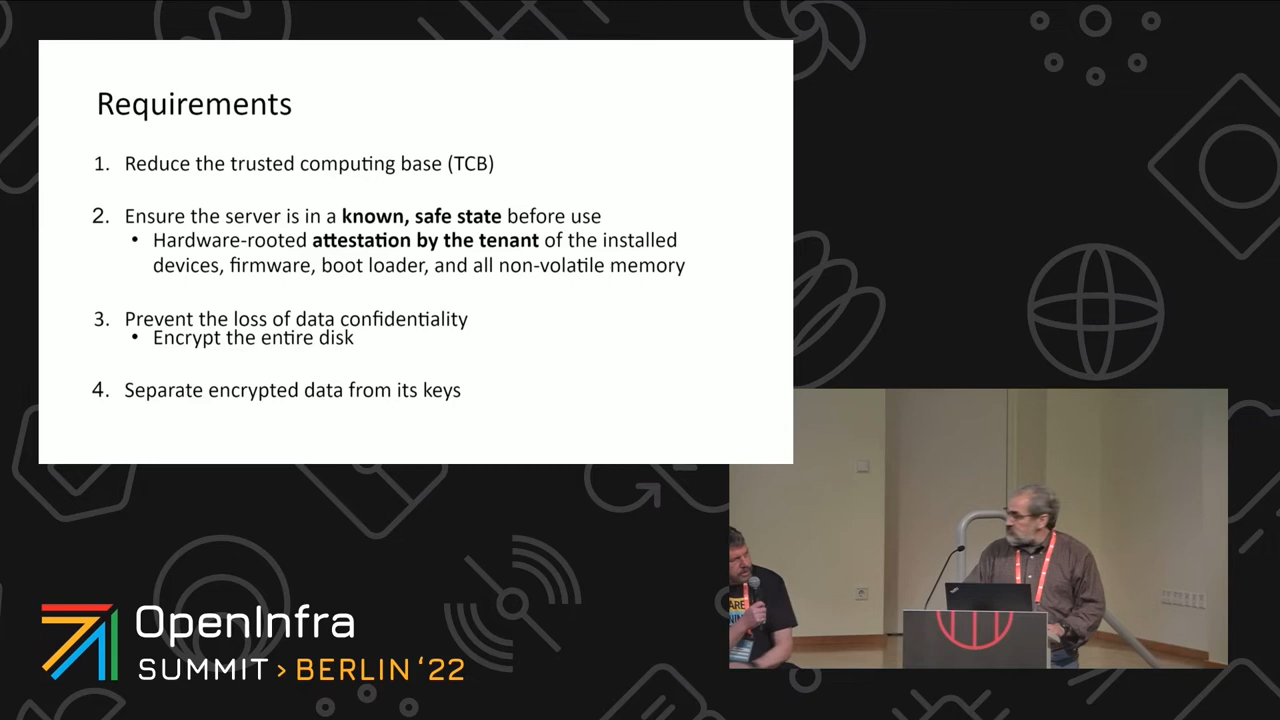 Requirements
1. Reduce the trusted computing base (TCB)
2. Ensure the server is in a known, safe state before use
• Hardware-rooted attestation by the tenant of the installed
devices, firmware, boot loader, and all non-volatile memory
3. Prevent the loss of data confidentiality
• Encrypt the entire disk
4. Separate encrypted data from its keys
OpenInfra
SUMMIT > BERLIN ‘22